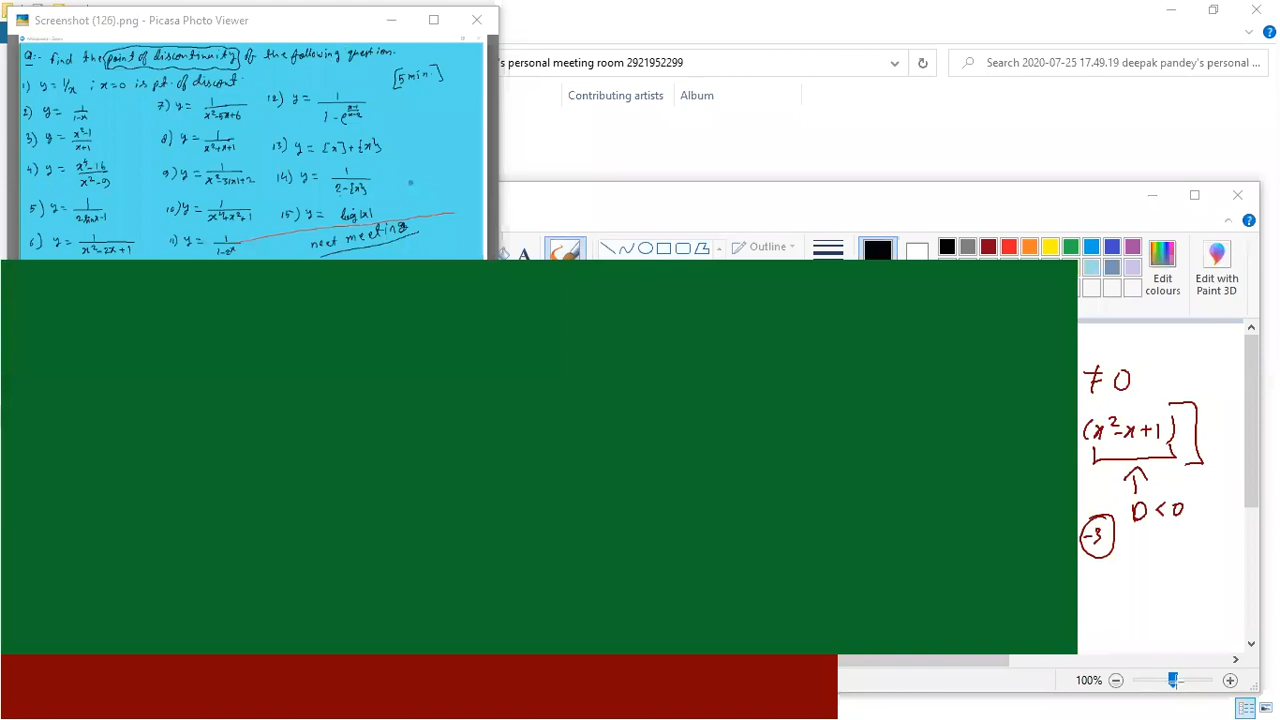 Screenshot (126).png - Picasa Photo Viewer
Q:- find the point of discontinuity of the following question.
[5 min.]
1) y = 1/x ; x=0 is pt. of discont.
2) y = 1/(1-x)
3) y = (x²-1)/(x+1)
4) y = (x⁴-16)/(x²-9)
5) y = 1/(2sinx-1)
6) y = 1/(x²-2x+1)
7) y = 1/(x²-5x+6)
8) y = 1/(x²+x+1)
9) y = 1/(x²-3|x|+2)
10) y = 1/(x⁴+x²+1)
11) y = 1/(1-2ˣ)
12) y = 1/(1-e^((x-1)/(x-2)))
13) y = [x]+{x}
14) y = 1/(2-{x})
15) y = log|x|
next meeting
's personal meeting room 2921952299
Search 2020-07-25 17.49.19 deepak pandey's personal ...
Contributing artists
Album
A
Outline
Edit colours
Edit with Paint 3D
≠ 0
(x²-x+1)]
D < 0
-3
100%